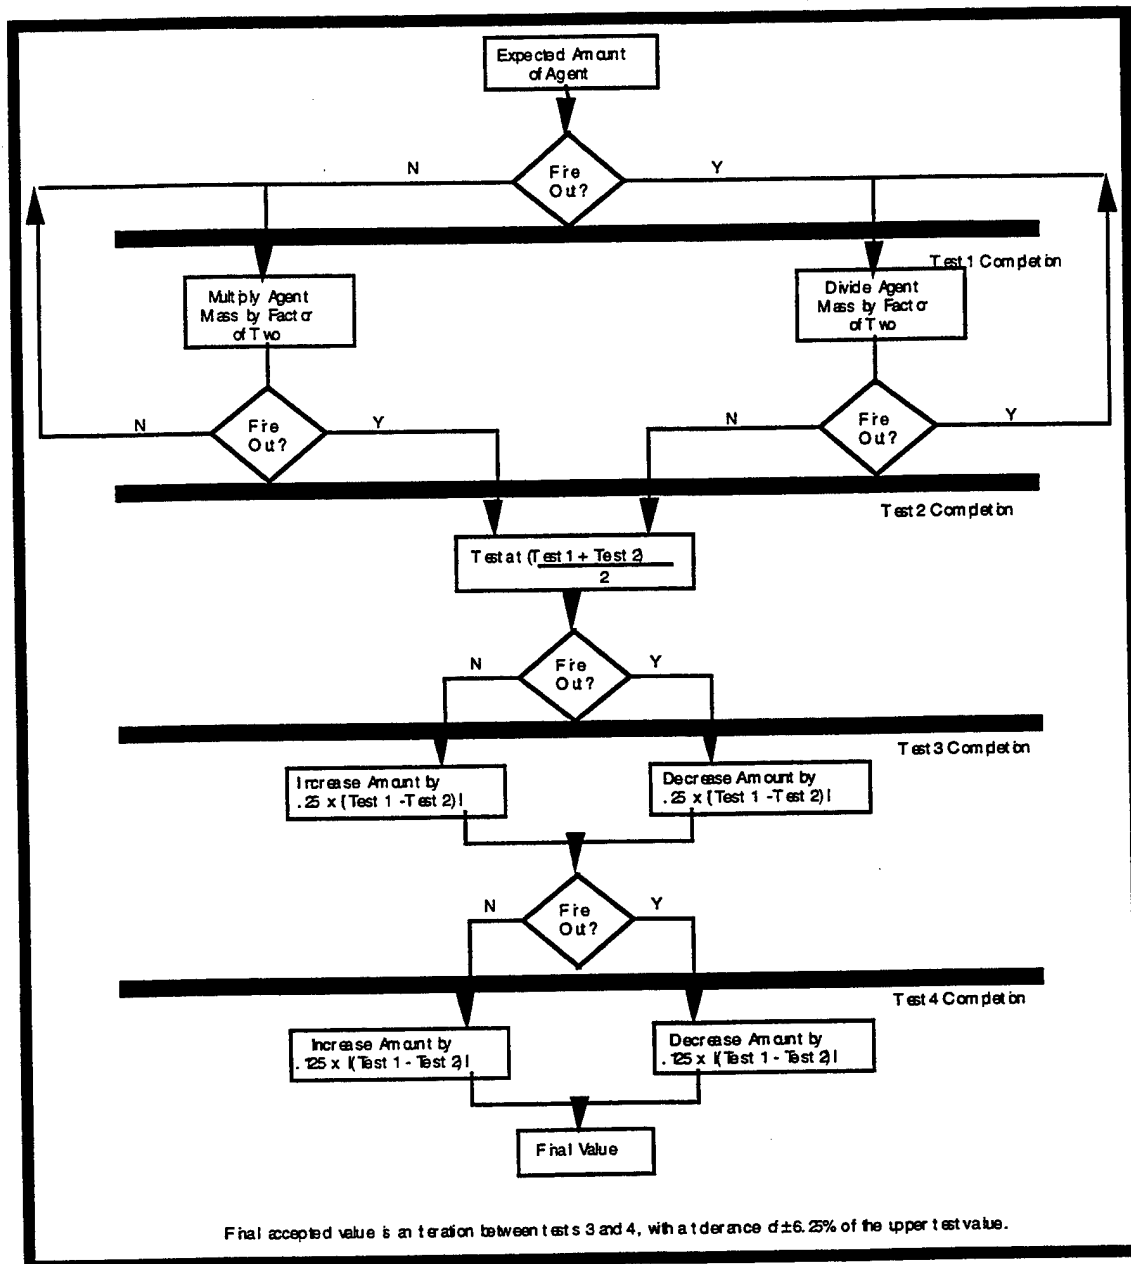 Expected Amount
of Agent
Fire
Out?
N
Y
Test 1 Completion
Multiply Agent
Mass by Factor
of Two
Divide Agent
Mass by Factor
of Two
Fire
Out?
N
Y
Fire
Out?
N
Y
Test 2 Completion
Test at (Test 1 + Test 2)
2
Fire
Out?
N
Y
Test 3 Completion
Increase Amount by
.25 x (Test 1 - Test 2)|
Decrease Amount by
.25 x (Test 1 - Test 2)|
Fire
Out?
N
Y
Test 4 Completion
Increase Amount by
.125 x |(Test 1 - Test 2)|
Decrease Amount by
.125 x |(Test 1 - Test 2)|
Final Value
Final accepted value is an iteration between tests 3 and 4, with a tolerance of ±6.25% of the upper test value.